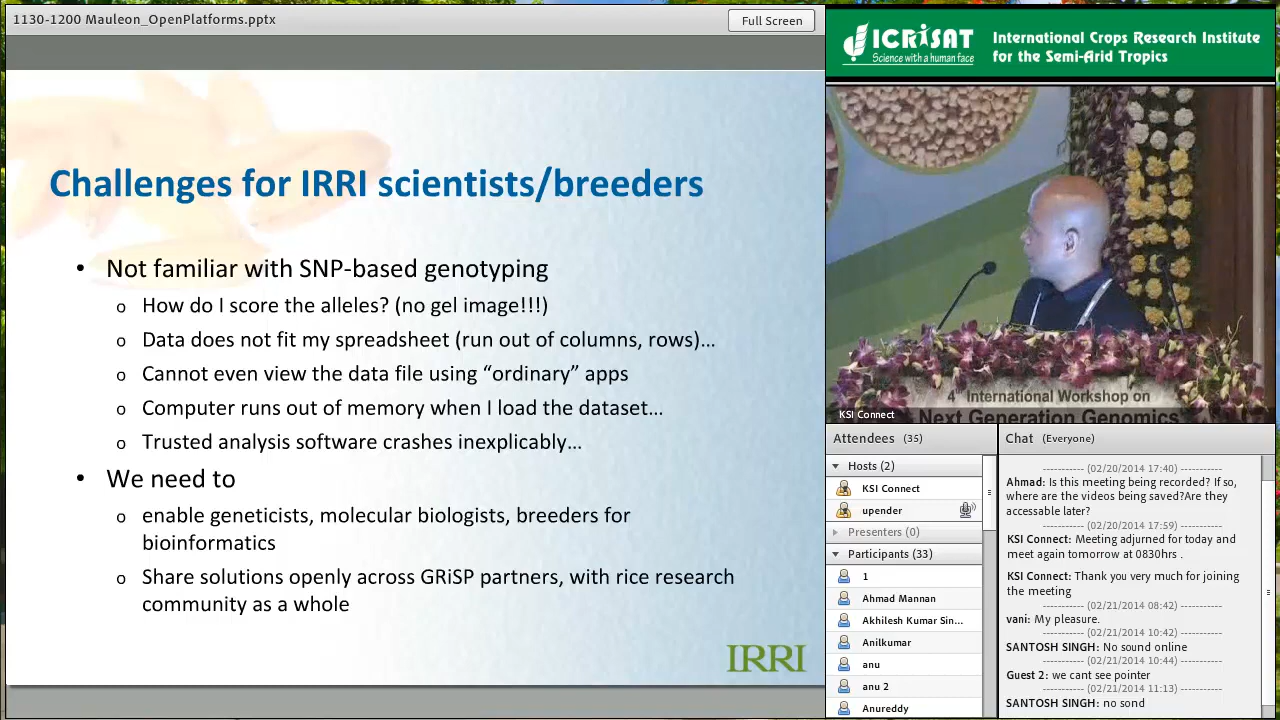 1130-1200 Mauleon_OpenPlatforms.pptx
Full Screen
Challenges for IRRI scientists/breeders
• Not familiar with SNP-based genotyping
o How do I score the alleles? (no gel image!!!)
o Data does not fit my spreadsheet (run out of columns, rows)…
o Cannot even view the data file using “ordinary” apps
o Computer runs out of memory when I load the dataset…
o Trusted analysis software crashes inexplicably…
• We need to
o enable geneticists, molecular biologists, breeders for
bioinformatics
o Share solutions openly across GRiSP partners, with rice research
community as a whole
IRRI
ICRISAT
Science with a human face
International Crops Research Institute
for the Semi-Arid Tropics
4th International Workshop on
Next Generation Genomics
KSI Connect
Attendees (35)
Hosts (2)
KSI Connect
upender
Presenters (0)
Participants (33)
1
Ahmad Mannan
Akhilesh Kumar Sin...
Anilkumar
anu
anu 2
Anureddy
Chat (Everyone)
---------- (02/20/2014 17:40) ----------
Ahmad: Is this meeting being recorded? If so,
where are the videos being saved?Are they
accessable later?
---------- (02/20/2014 17:59) ----------
KSI Connect: Meeting adjurned for today and
meet again tomorrow at 0830hrs .
KSI Connect: Thank you very much for joining
the meeting
---------- (02/21/2014 08:42) ----------
vani: My pleasure.
---------- (02/21/2014 10:42) ----------
SANTOSH SINGH: No sound online
---------- (02/21/2014 10:44) ----------
Guest 2: we cant see pointer
---------- (02/21/2014 11:13) ----------
SANTOSH SINGH: no sond